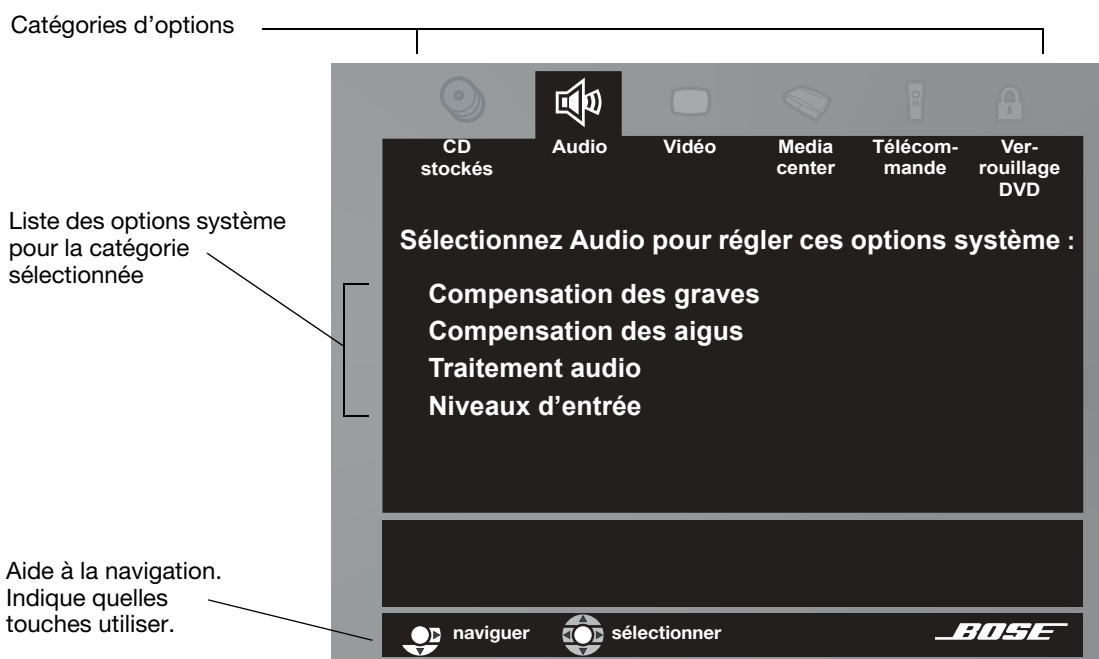 Catégories d’options
CD
stockés
Audio
Vidéo
Media
center
Télécom-
mande
Ver-
rouillage
DVD
Liste des options système
pour la catégorie
sélectionnée
Sélectionnez Audio pour régler ces options système :
Compensation des graves
Compensation des aigus
Traitement audio
Niveaux d’entrée
Aide à la navigation.
Indique quelles
touches utiliser.
naviguer
sélectionner
BOSE